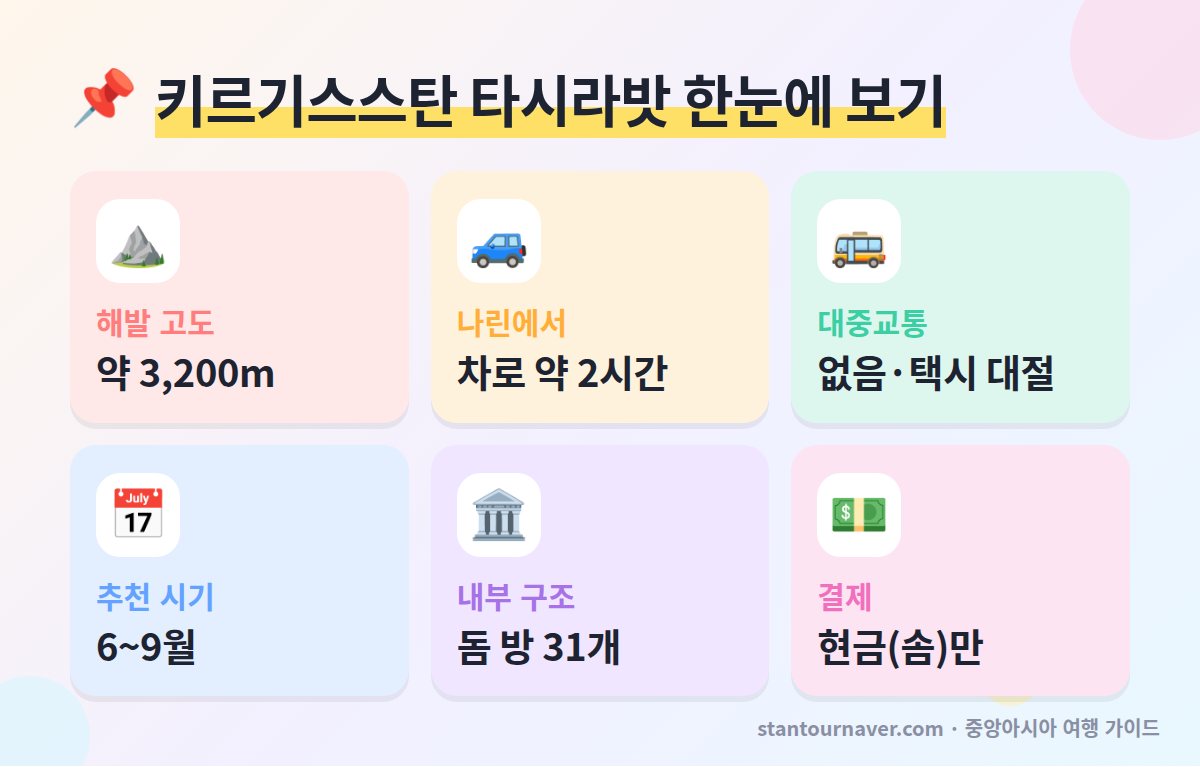 키르기스스탄 타시라밧 한눈에 보기
해발 고도
약 3,200m
나린에서
차로 약 2시간
대중교통
없음·택시 대절
July
17
추천 시기
6~9월
내부 구조
돔 방 31개
$
결제
현금(솜)만
stantournaver.com · 중앙아시아 여행 가이드